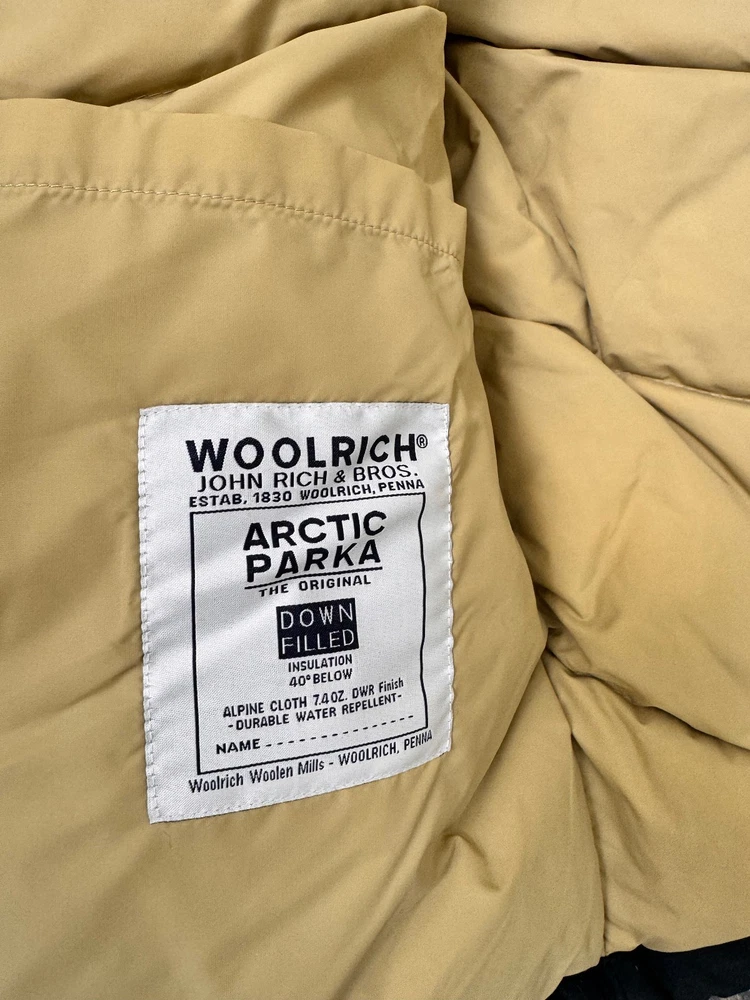 WOOLRICH®
JOHN RICH & BROS.
ESTAB. 1830 WOOLRICH, PENNA
ARCTIC
PARKA
THE ORIGINAL
DOWN
FILLED
INSULATION
40° BELOW
ALPINE CLOTH 7.4 OZ. DWR Finish
-DURABLE WATER REPELLENT-
NAME - - - - - - - - - - - - - - -
Woolrich Woolen Mills - WOOLRICH, PENNA